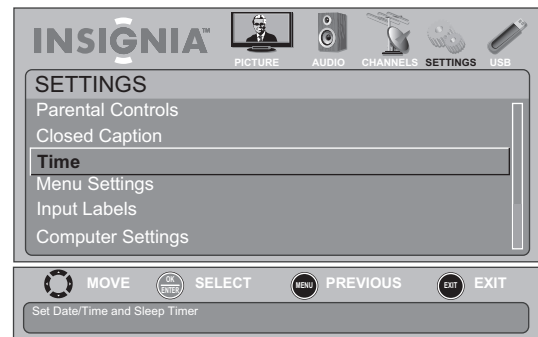 INSIGNIA™
PICTURE AUDIO CHANNELS SETTINGS USB
SETTINGS
Parental Controls
Closed Caption
Time
Menu Settings
Input Labels
Computer Settings
MOVE OK ENTER SELECT MENU PREVIOUS EXIT EXIT
Set Date/Time and Sleep Timer